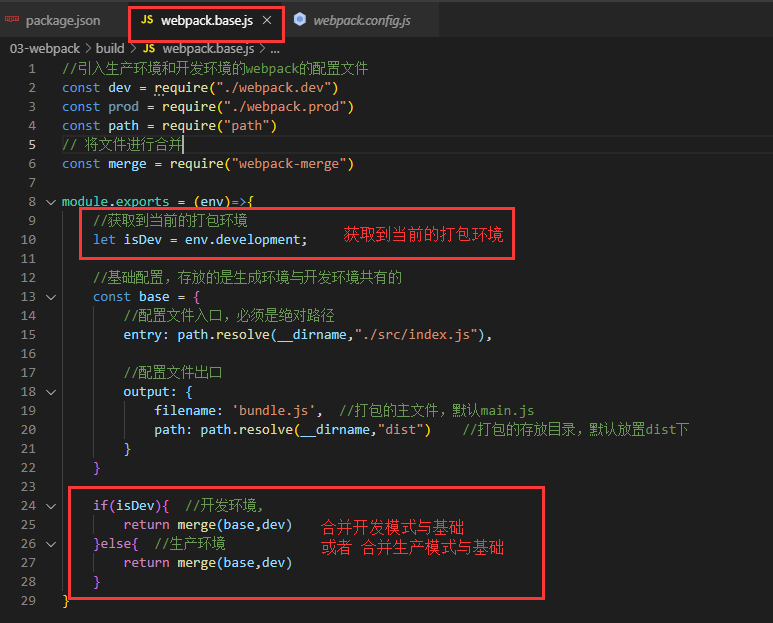 package.json
JS webpack.base.js ×
webpack.config.js
03-webpack > build > JS webpack.base.js > ...
1 //引入生产环境和开发环境的webpack的配置文件
2 const dev = require("./webpack.dev")
3 const prod = require("./webpack.prod")
4 const path = require("path")
5 // 将文件进行合并
6 const merge = require("webpack-merge")
7
8 module.exports = (env)=>{
9 //获取到当前的打包环境
10 let isDev = env.development; 获取到当前的打包环境
11
12 //基础配置，存放的是生成环境与开发环境共有的
13 const base = {
14 //配置文件入口，必须是绝对路径
15 entry: path.resolve(__dirname,"./src/index.js"),
16
17 //配置文件出口
18 output: {
19 filename: 'bundle.js', //打包的主文件，默认main.js
20 path: path.resolve(__dirname,"dist") //打包的存放目录，默认放置dist下
21 }
22 }
23
24 if(isDev){ //开发环境,
25 return merge(base,dev) 合并开发模式与基础
26 }else{ //生产环境 或者 合并生产模式与基础
27 return merge(base,dev)
28 }
29 }